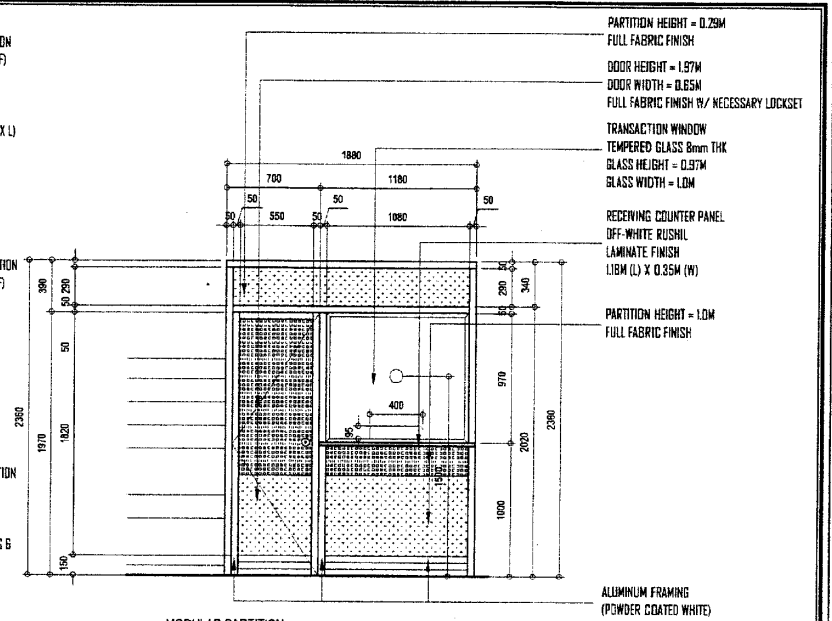 PARTITION HEIGHT = 0.29M
FULL FABRIC FINISH
DOOR HEIGHT = 1.97M
DOOR WIDTH = 0.65M
FULL FABRIC FINISH W/ NECESSARY LOCKSET
TRANSACTION WINDOW
TEMPERED GLASS 8mm THK
GLASS HEIGHT = 0.97M
GLASS WIDTH = 1.0M
RECEIVING COUNTER PANEL
OFF-WHITE RUSHIL
LAMINATE FINISH
1.18M (L) X 0.35M (W)
PARTITION HEIGHT = 1.0M
FULL FABRIC FINISH
ALUMINUM FRAMING
(POWDER COATED WHITE)
X L)
1880
700 1180
50 50
50 550 50 1080 50
390 290 50
50 290 340
50
50
2360 1970 1820
970 2020
400
95
1500
1000
150
MODULAR PARTITION